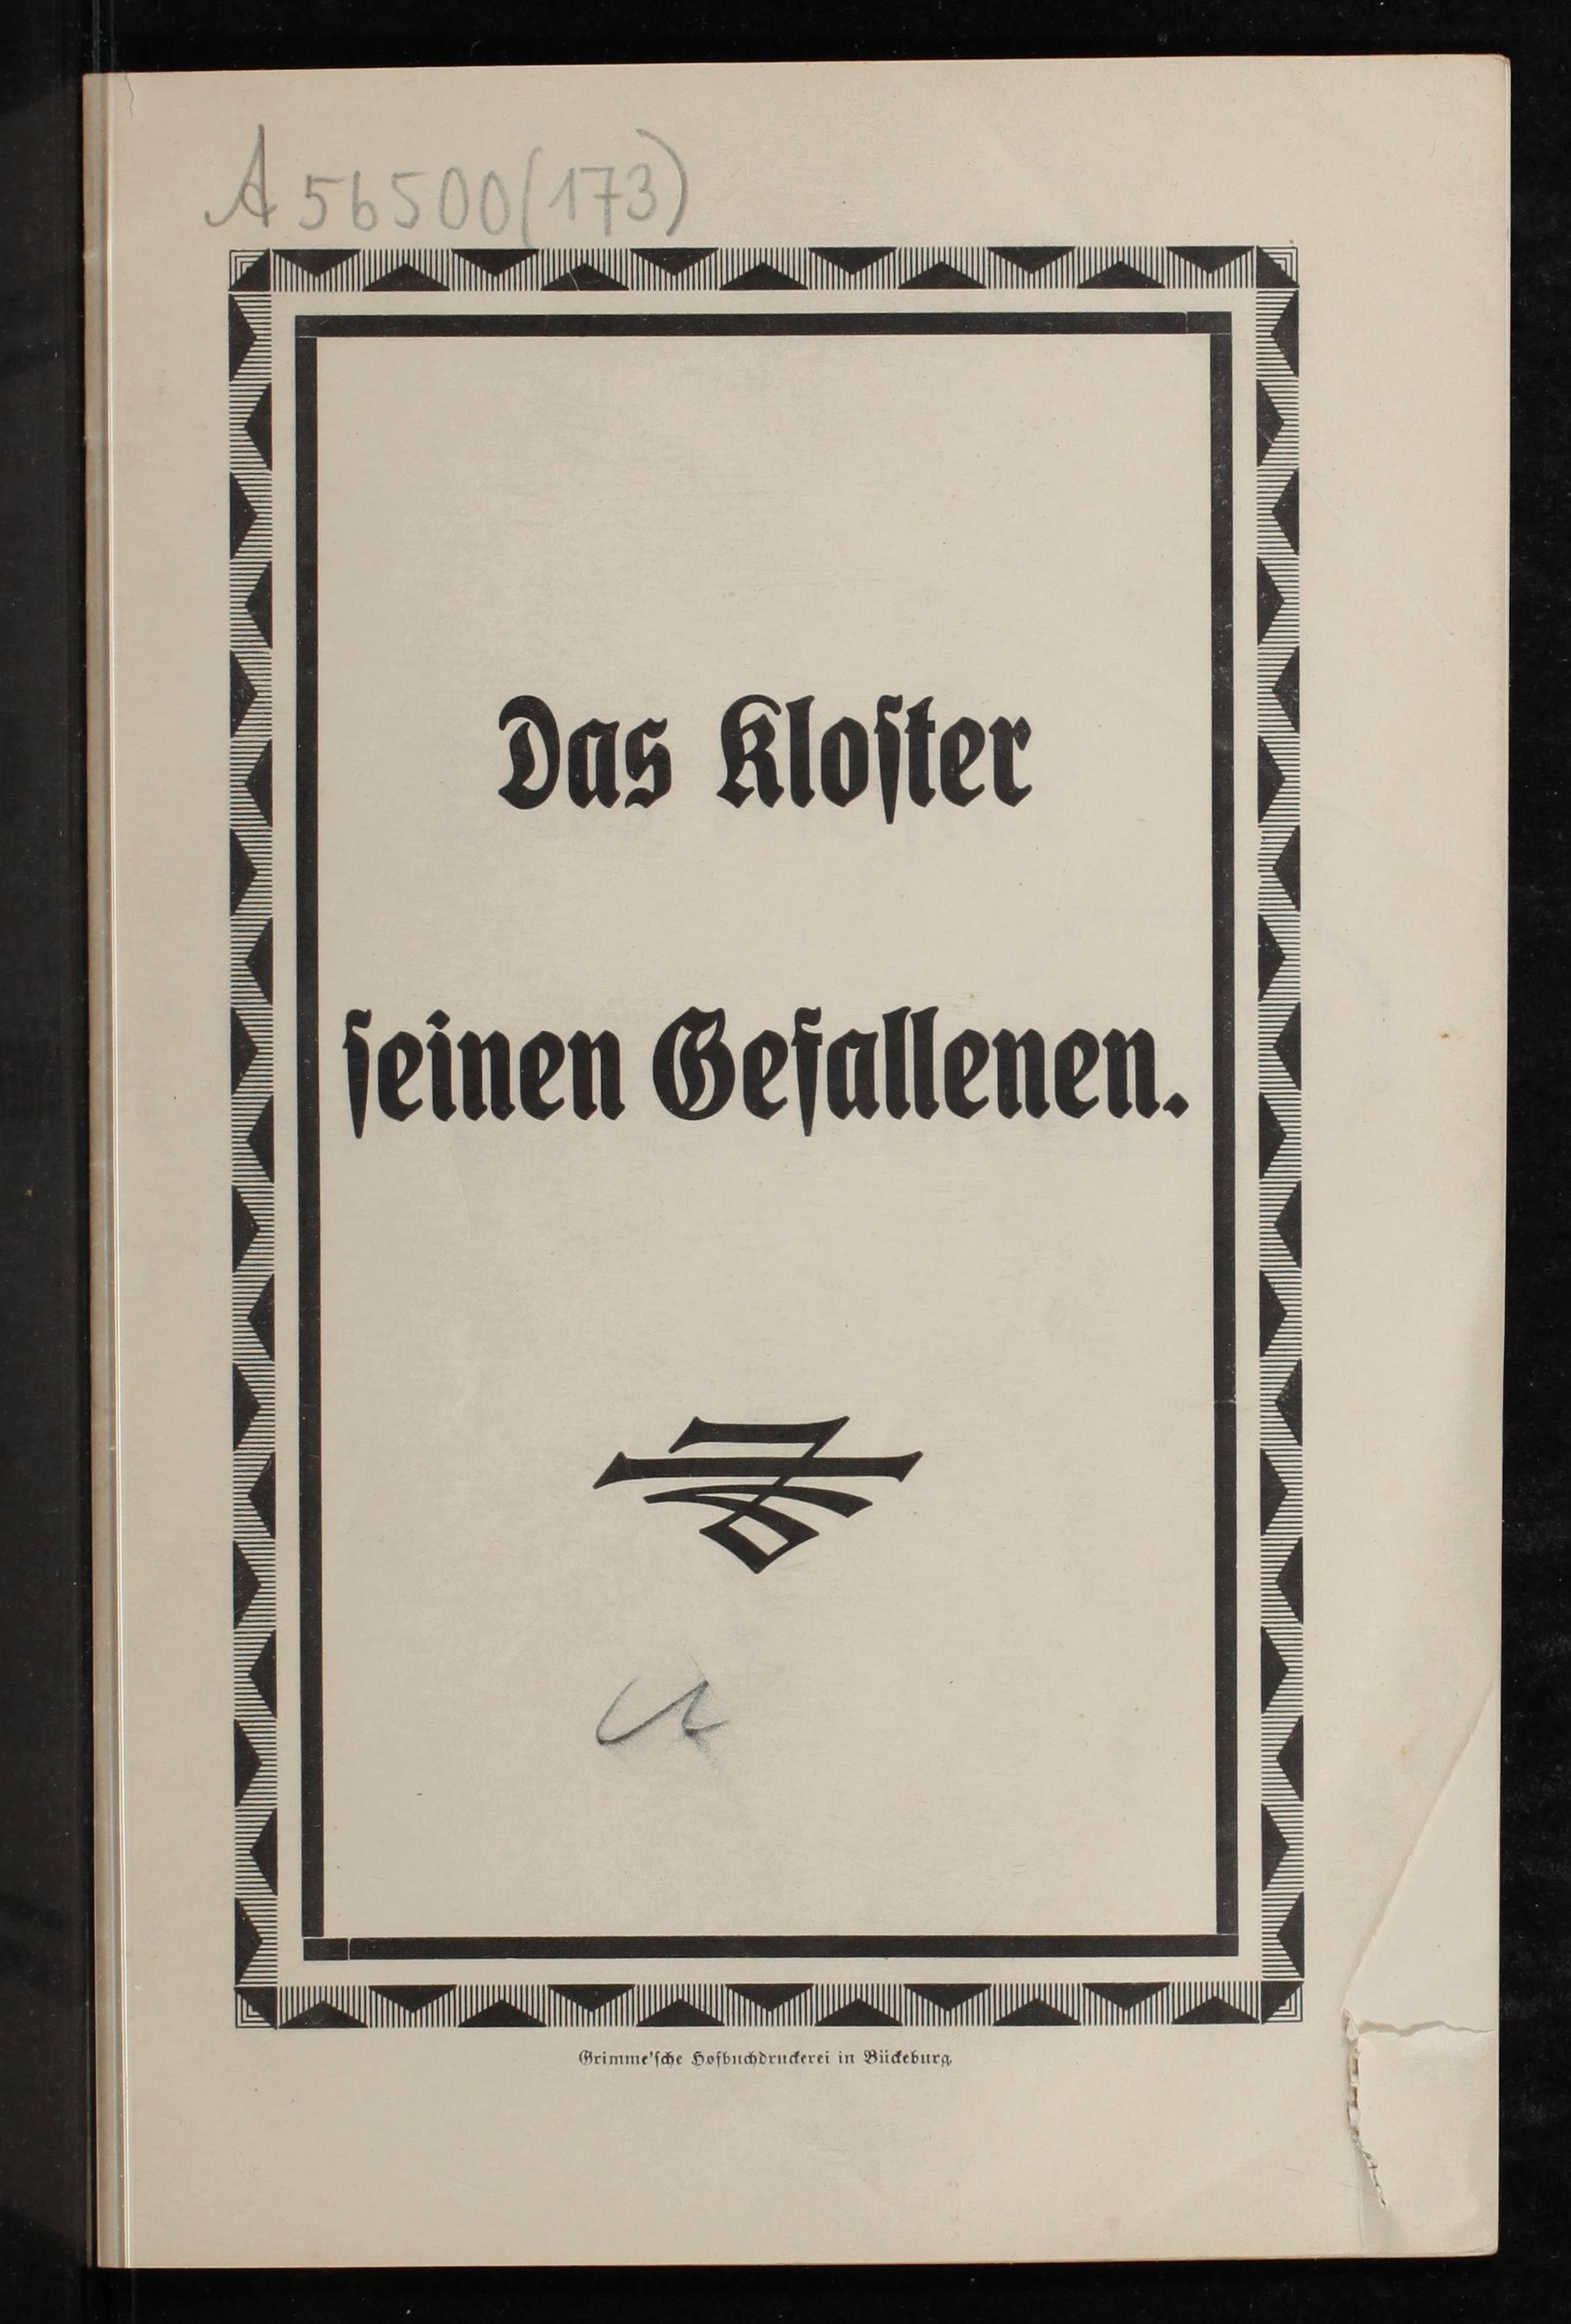 A 56500(173)
Das Kloster
seinen Gefallenen.
Grimme'sche Hofbuchdruckerei in Bückeburg.